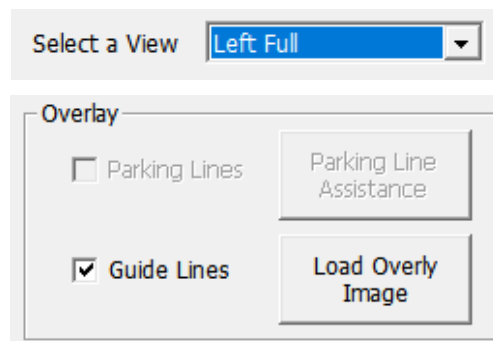 Select a View Left Full
Overlay
Parking Lines
Parking Line
Assistance
Guide Lines
Load Overly
Image